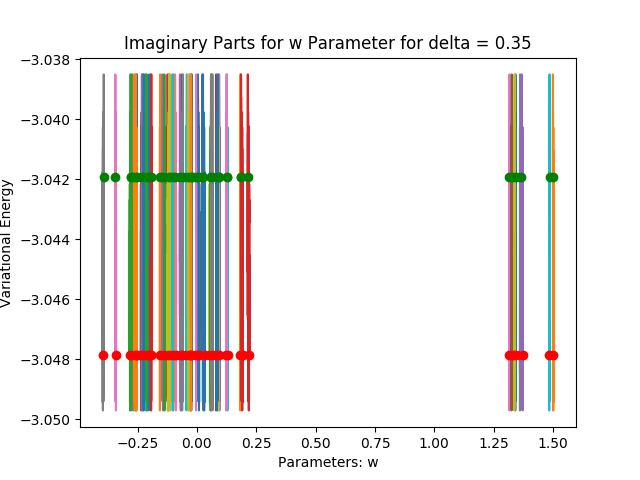 Imaginary Parts for w Parameter for delta = 0.35
Variational Energy
−3.038
−3.040
−3.042
−3.044
−3.046
−3.048
−3.050
−0.25 0.00 0.25 0.50 0.75 1.00 1.25 1.50
Parameters: w